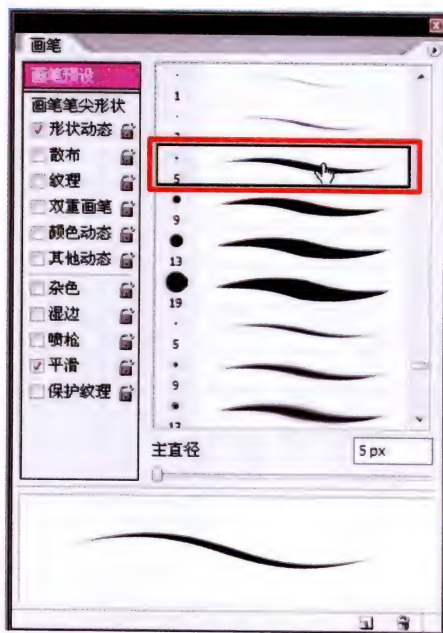 画笔
画笔预设
画笔笔尖形状
形状动态
散布
纹理
双重画笔
颜色动态
其他动态
杂色
湿边
喷枪
平滑
保护纹理
1
5
9
13
19
5
9
主直径
5 px